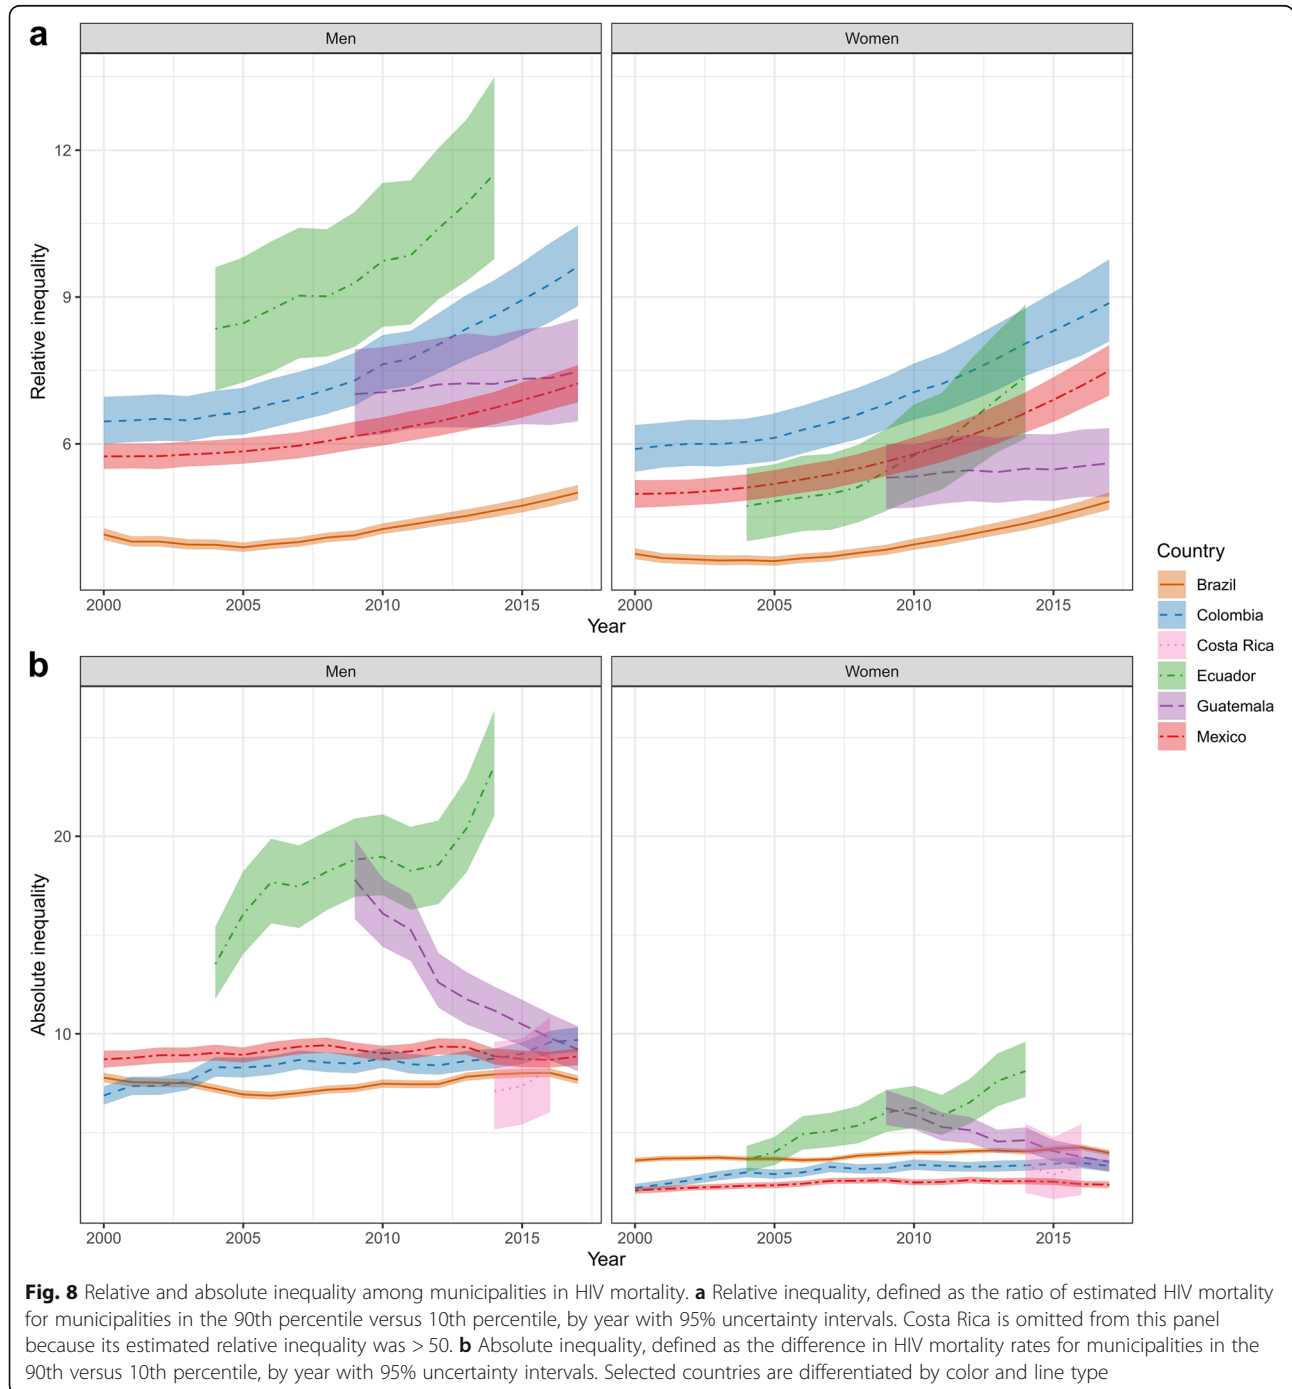 a
Men
Women
Relative inequality
12
9
6
2000
2005
2010
2015
2000
2005
2010
2015
Year
b
Men
Women
Absolute inequality
20
10
2000
2005
2010
2015
2000
2005
2010
2015
Year
Country
Brazil
Colombia
Costa Rica
Ecuador
Guatemala
Mexico
Fig. 8 Relative and absolute inequality among municipalities in HIV mortality. a Relative inequality, defined as the ratio of estimated HIV mortality
for municipalities in the 90th percentile versus 10th percentile, by year with 95% uncertainty intervals. Costa Rica is omitted from this panel
because its estimated relative inequality was > 50. b Absolute inequality, defined as the difference in HIV mortality rates for municipalities in the
90th versus 10th percentile, by year with 95% uncertainty intervals. Selected countries are differentiated by color and line type